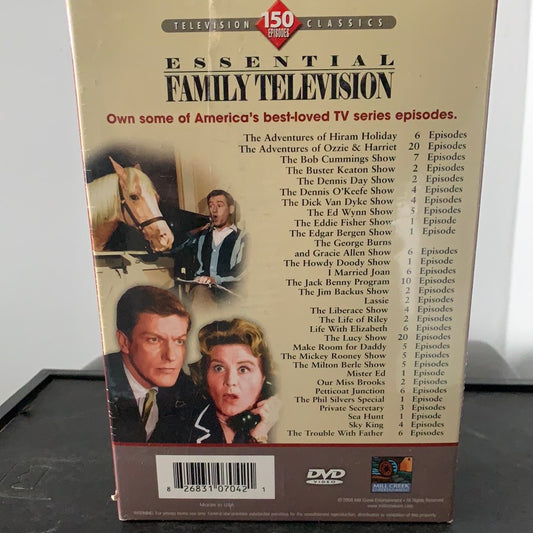 TELEVISION 150 EPISODES CLASSICS
ESSENTIAL
FAMILY TELEVISION
Own some of America's best-loved TV series episodes.
The Adventures of Hiram Holiday 6 Episodes
The Adventures of Ozzie & Harriet 20 Episodes
The Bob Cummings Show 7 Episodes
The Buster Keaton Show 2 Episodes
The Dennis Day Show 2 Episodes
The Dennis O'Keefe Show 4 Episodes
The Dick Van Dyke Show 4 Episodes
The Ed Wynn Show 5 Episodes
The Eddie Fisher Show 1 Episode
The Edgar Bergen Show 1 Episode
The George Burns
and Gracie Allen Show 6 Episodes
The Howdy Doody Show 1 Episode
I Married Joan 6 Episodes
The Jack Benny Program 10 Episodes
The Jim Backus Show 2 Episodes
Lassie 2 Episodes
The Liberace Show 4 Episodes
The Life of Riley 2 Episodes
Life With Elizabeth 6 Episodes
The Lucy Show 20 Episodes
Make Room for Daddy 5 Episodes
The Mickey Rooney Show 5 Episodes
The Milton Berle Show 5 Episodes
Mister Ed 1 Episode
Our Miss Brooks 2 Episodes
Petticoat Junction 6 Episodes
The Phil Silvers Special 1 Episode
Private Secretary 3 Episodes
Sea Hunt 1 Episode
Sky King 4 Episodes
The Trouble With Father 6 Episodes
8 26831 07042 1
Made in USA
DVD
VIDEO
MILL CREEK
ENTERTAINMENT